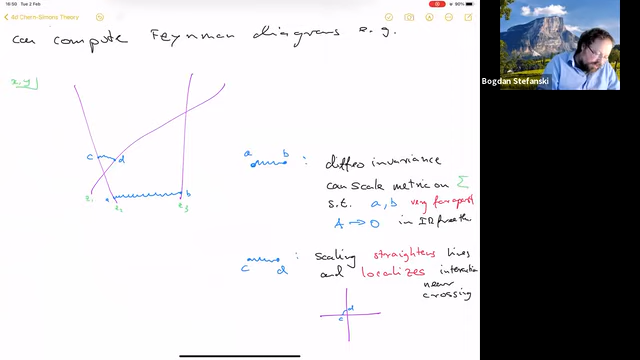 16:50 Tue 2 Feb
90%
4d Chern-Simons Theory
can compute Feynman diagrams e.g.
x,y
c d
a b
z₁ z₂ z₃
a b : diffeo invariance
can scale metric on Σ
s.t. a,b very far apart
A → 0 in IR free th.
c d : scaling straightens lines
and localizes interaction
near
crossing
d
c
Bogdan Stefanski